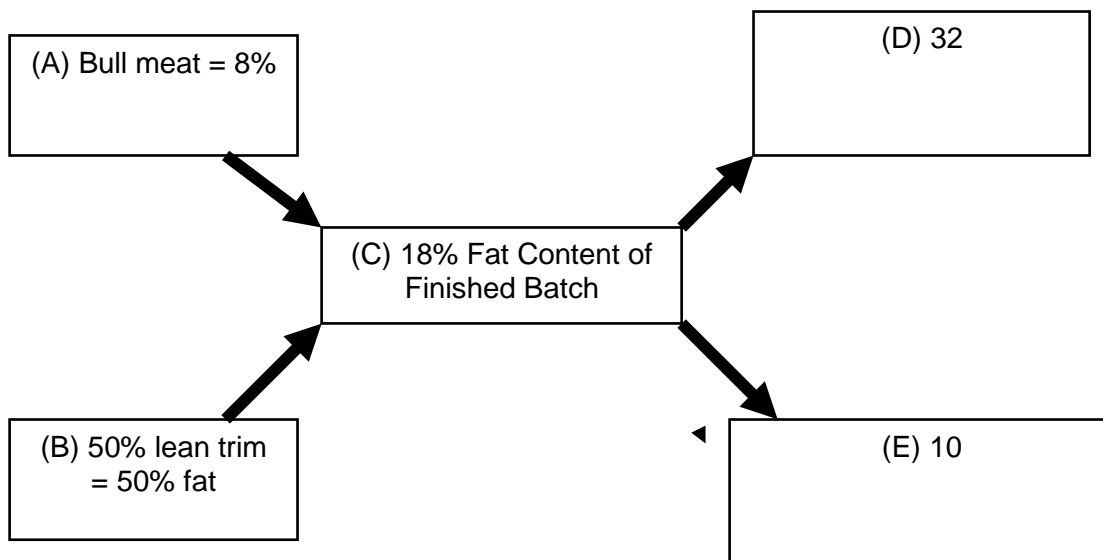 (A) Bull meat = 8%
(D) 32
(C) 18% Fat Content of
Finished Batch
(B) 50% lean trim
= 50% fat
(E) 10